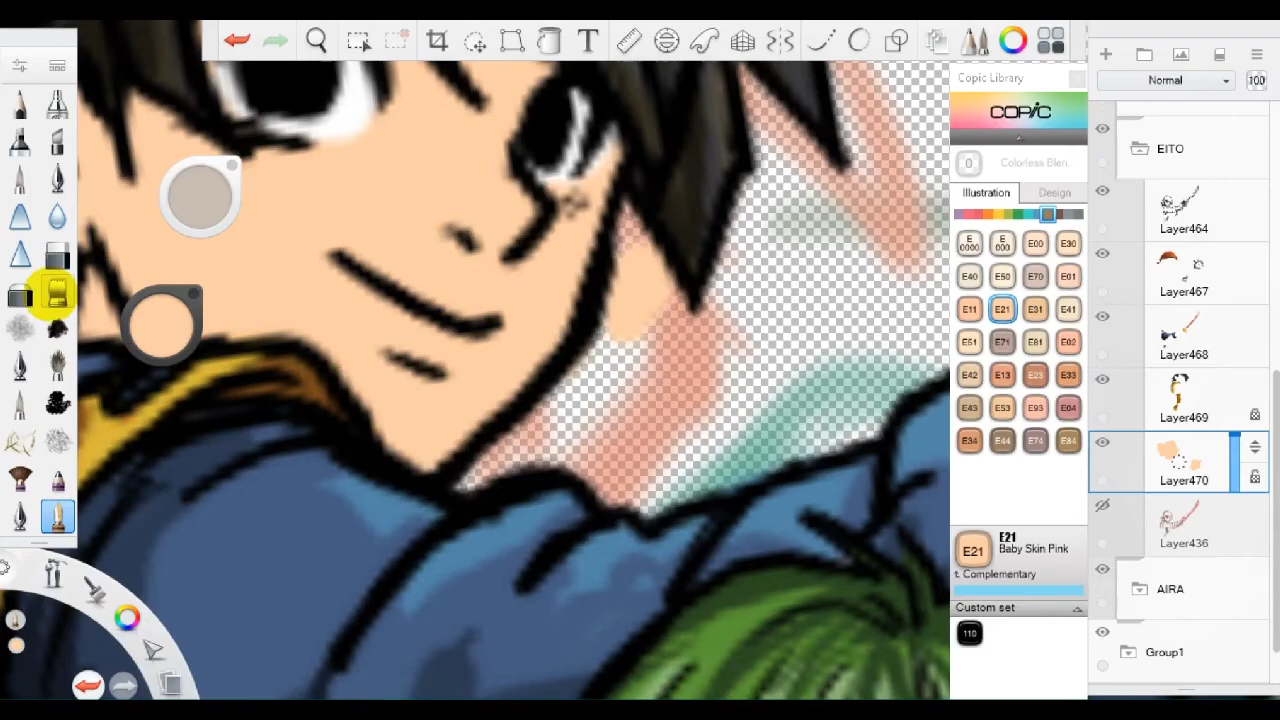 T
Copic Library
COPIC
0 Colorless Blen..
Illustration Design
E 0000 E 000 E00 E30
E40 E50 E70 E01
E11 E21 E31 E41
E51 E71 E81 E02
E42 E13 E23 E33
E43 E53 E93 E04
E34 E44 E74 E84
E21
E21
Baby Skin Pink
t: Complementary
Custom set
110
Normal 100
EITO
Layer464
Layer467
Layer468
Layer469
Layer470
Layer436
AIRA
Group1